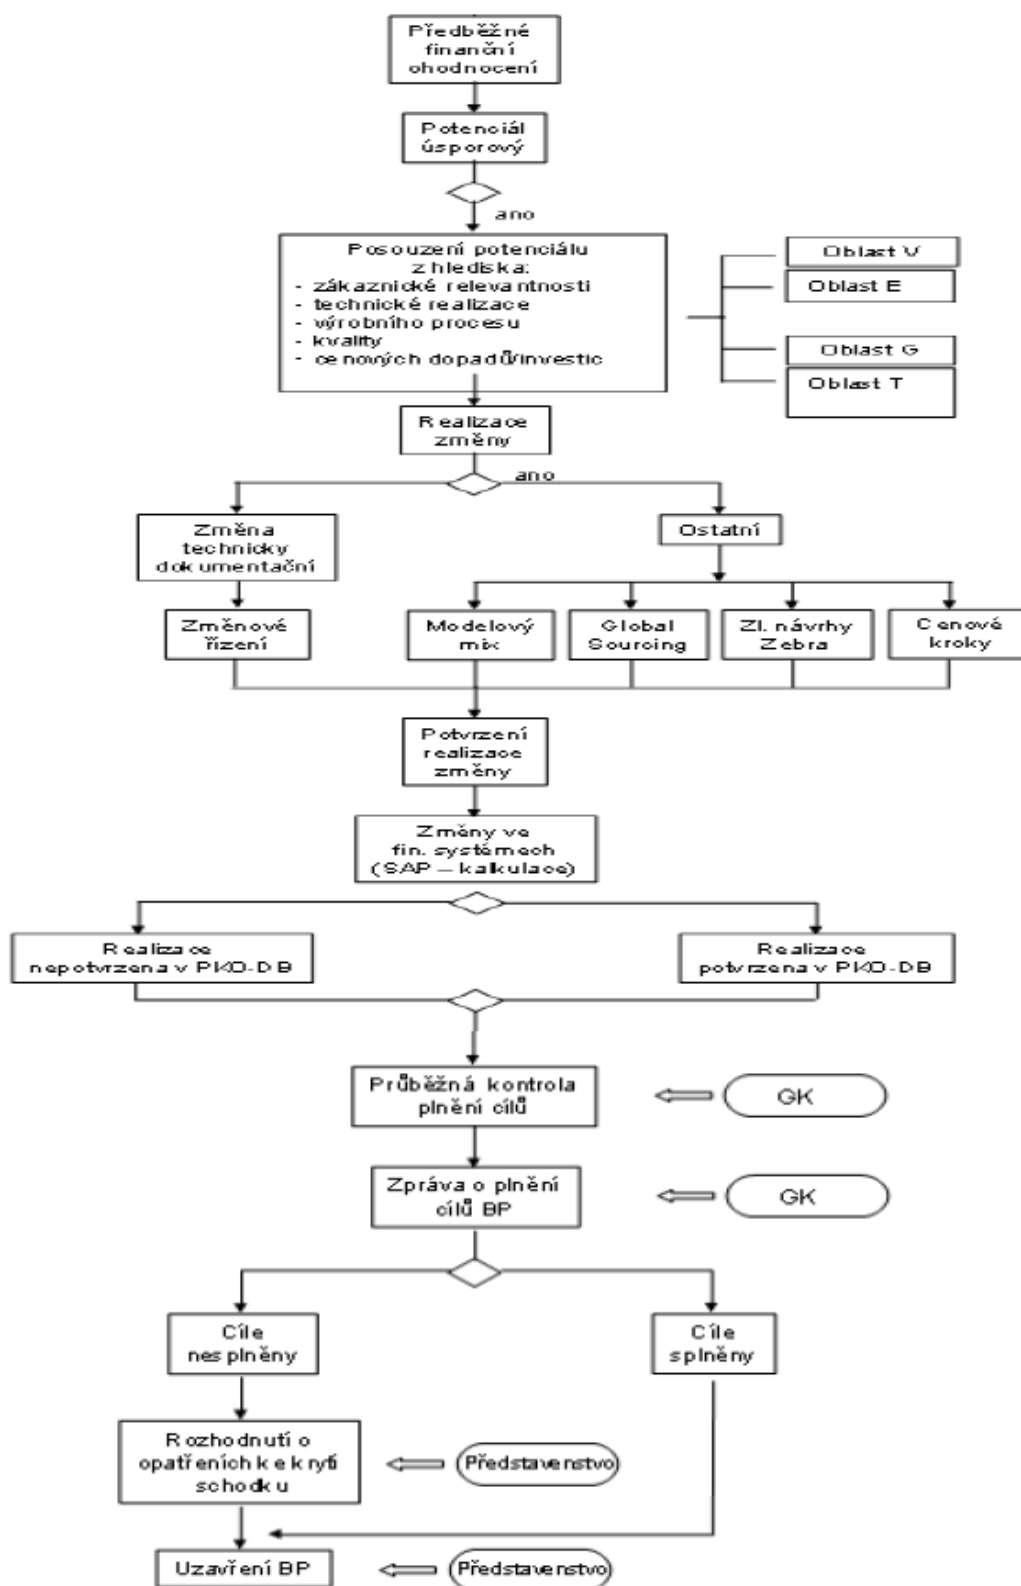 Předběžné
finanční
ohodnocení
Potenciál
úsporový
ano
Posouzení potenciálu
z hlediska:
- zákaznické relevantnosti
- technické realizace
- výrobního procesu
- kvality
- cenových dopadů/investic
Oblast V
Oblast E
Oblast G
Oblast T
Realizace
změny
ano
Změna
technicky
dokumentační
Ostatní
Změnové
řízení
Modelový
mix
Global
Sourcing
Zl. návrhy
Zebra
Cenové
kroky
Potvrzení
realizace
změny
Změny ve
fin. systémech
(SAP – kalkulace)
Realizace
nepotvrzena v PKO-DB
Realizace
potvrzena v PKO-DB
Průběžná kontrola
plnění cílů
GK
Zpráva o plnění
cílů BP
GK
Cíle
nesplněny
Cíle
splněny
Rozhodnutí o
opatřeních ke krytí
schodku
Představenstvo
Uzavření BP
Představenstvo